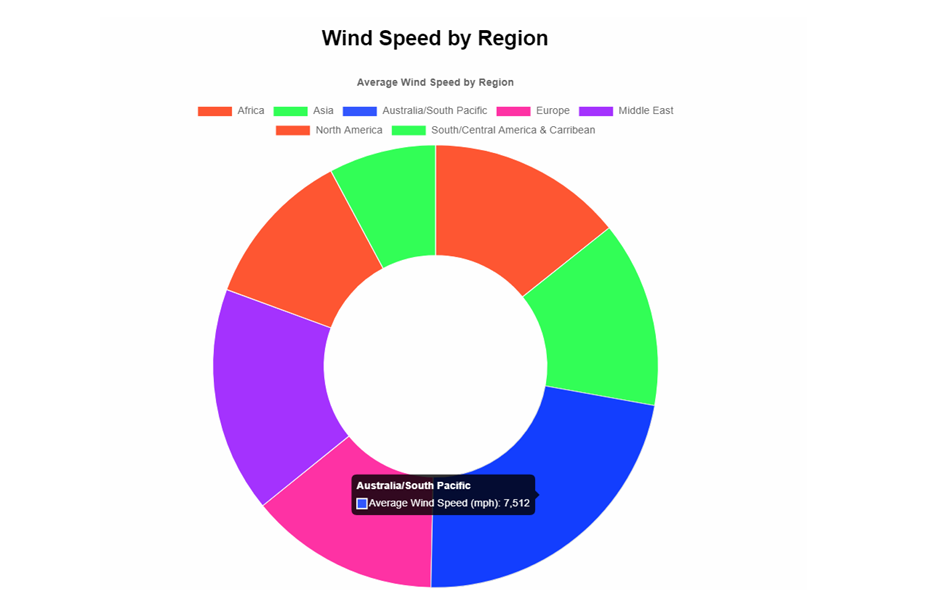 Wind Speed by Region
Average Wind Speed by Region
Africa Asia Australia/South Pacific Europe Middle East
North America South/Central America & Carribean
Australia/South Pacific
Average Wind Speed (mph): 7,512